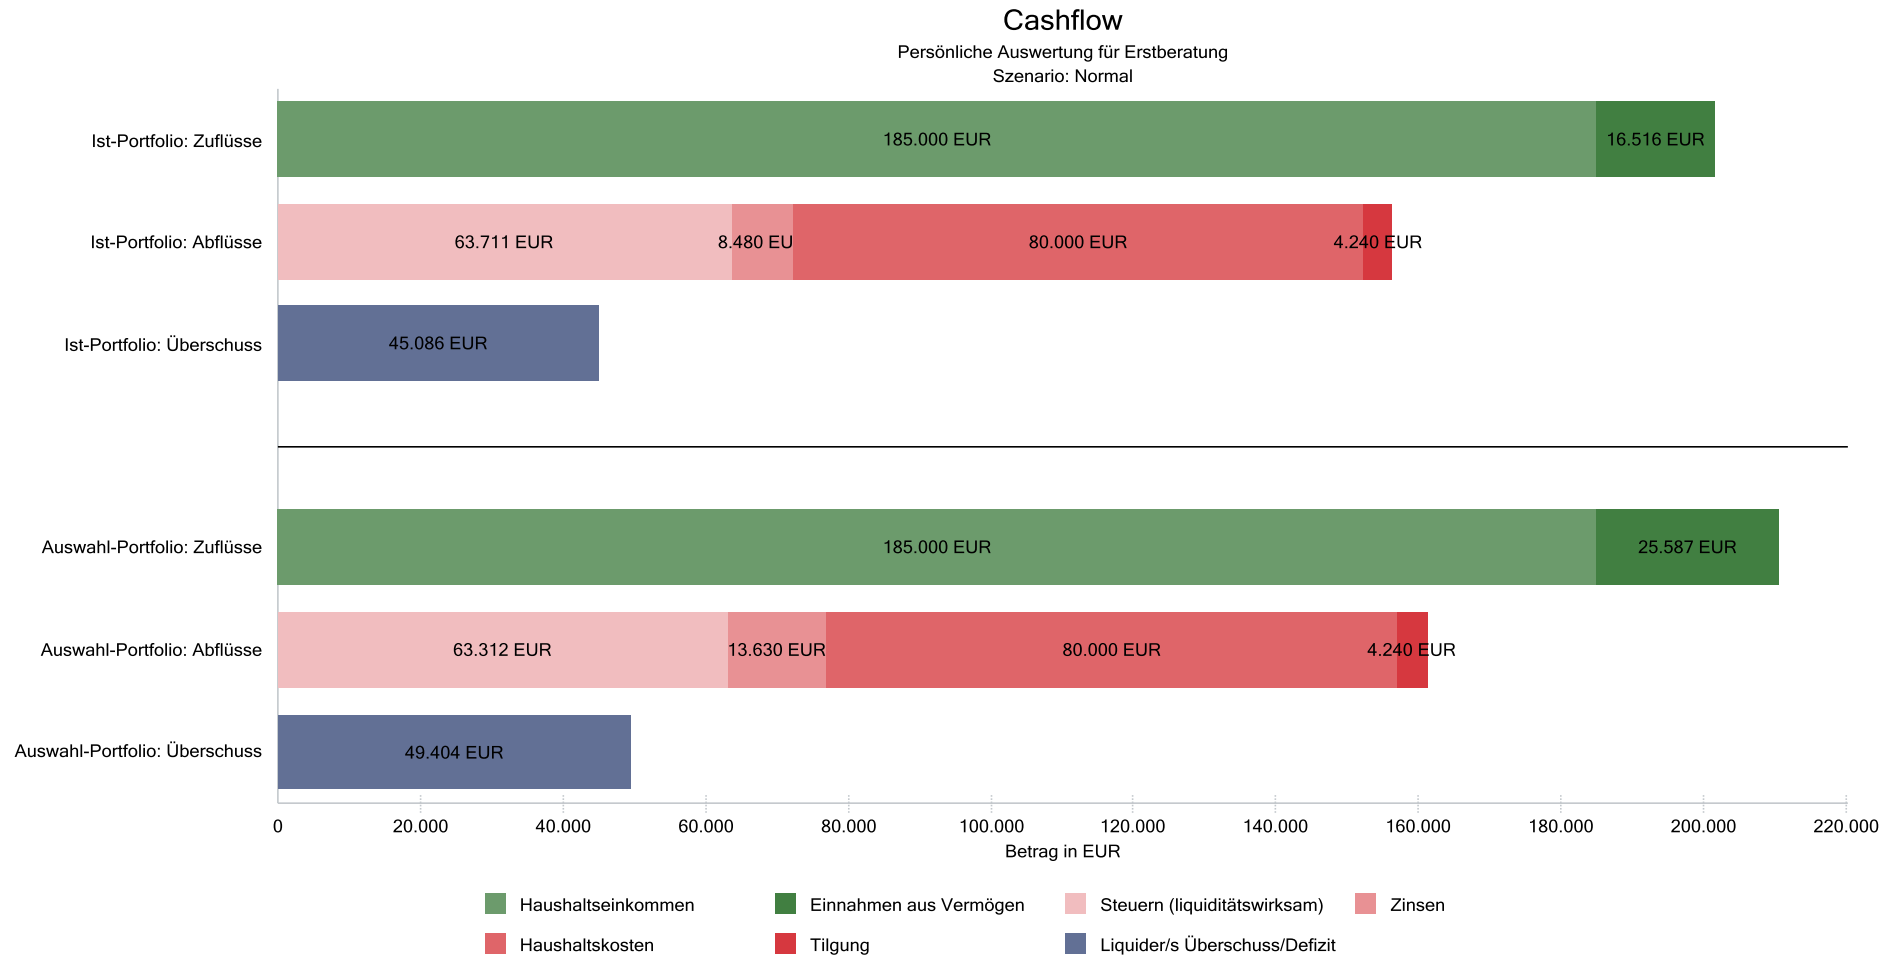 Cashflow
Persönliche Auswertung für Erstberatung
Szenario: Normal
Ist-Portfolio: Zuflüsse
185.000 EUR
16.516 EUR
Ist-Portfolio: Abflüsse
63.711 EUR
8.480 EU
80.000 EUR
4.240 EUR
Ist-Portfolio: Überschuss
45.086 EUR
Auswahl-Portfolio: Zuflüsse
185.000 EUR
25.587 EUR
Auswahl-Portfolio: Abflüsse
63.312 EUR
13.630 EUR
80.000 EUR
4.240 EUR
Auswahl-Portfolio: Überschuss
49.404 EUR
0
20.000
40.000
60.000
80.000
100.000
120.000
140.000
160.000
180.000
200.000
220.000
Betrag in EUR
Haushaltseinkommen
Einnahmen aus Vermögen
Steuern (liquiditätswirksam)
Zinsen
Haushaltskosten
Tilgung
Liquider/s Überschuss/Defizit